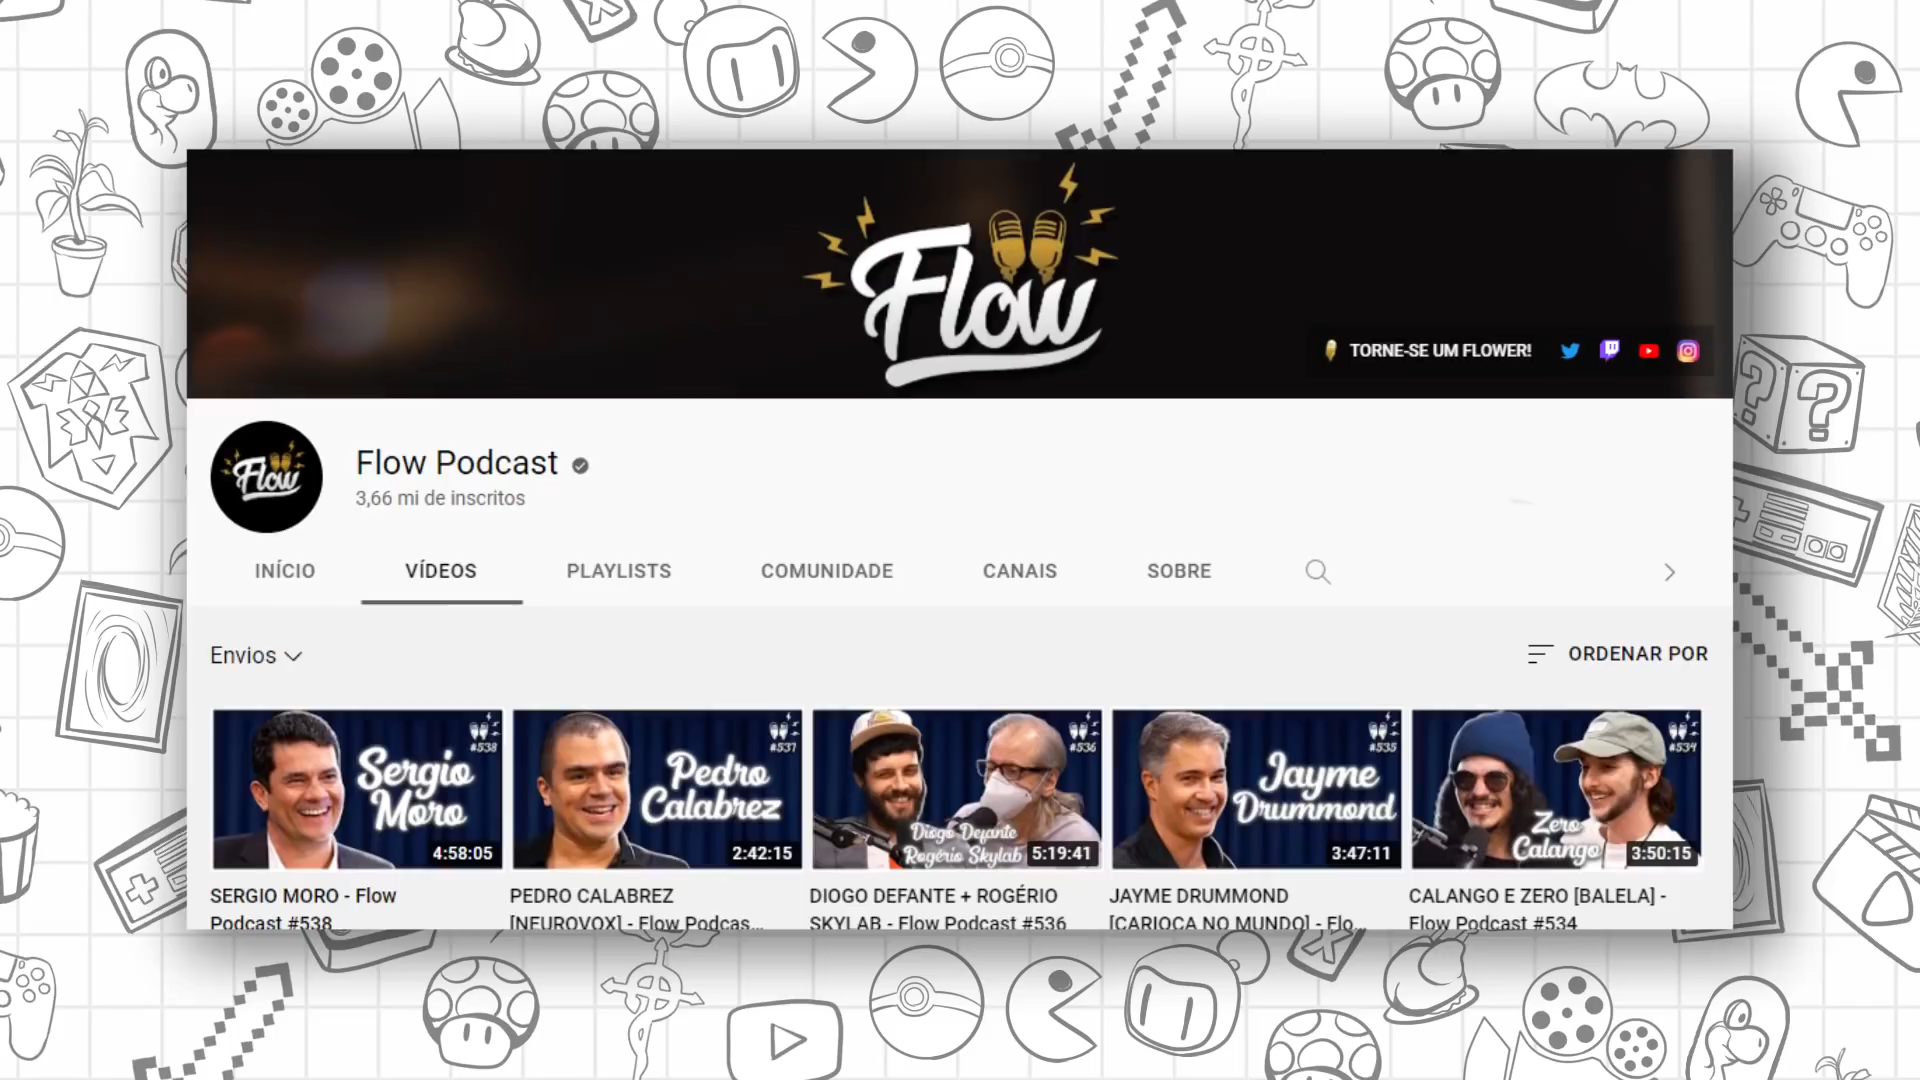 Flow
TORNE-SE UM FLOWER!
Flow
Flow Podcast
3,66 mi de inscritos
INÍCIO VÍDEOS PLAYLISTS COMUNIDADE CANAIS SOBRE
Envios
ORDENAR POR
#538
Sergio
Moro
4:58:05
#537
Pedro
Calabrez
2:42:15
#536
Diogo Defante
Rogério Skylab
5:19:41
#535
Jayme
Drummond
3:47:11
#534
Zero
Calango
3:50:15
SERGIO MORO - Flow
Podcast #538
PEDRO CALABREZ
[NEUROVOX] - Flow Podcas...
DIOGO DEFANTE + ROGÉRIO
SKYLAB - Flow Podcast #536
JAYME DRUMMOND
[CARIOCA NO MUNDO] - Flo...
CALANGO E ZERO [BALELA] -
Flow Podcast #534